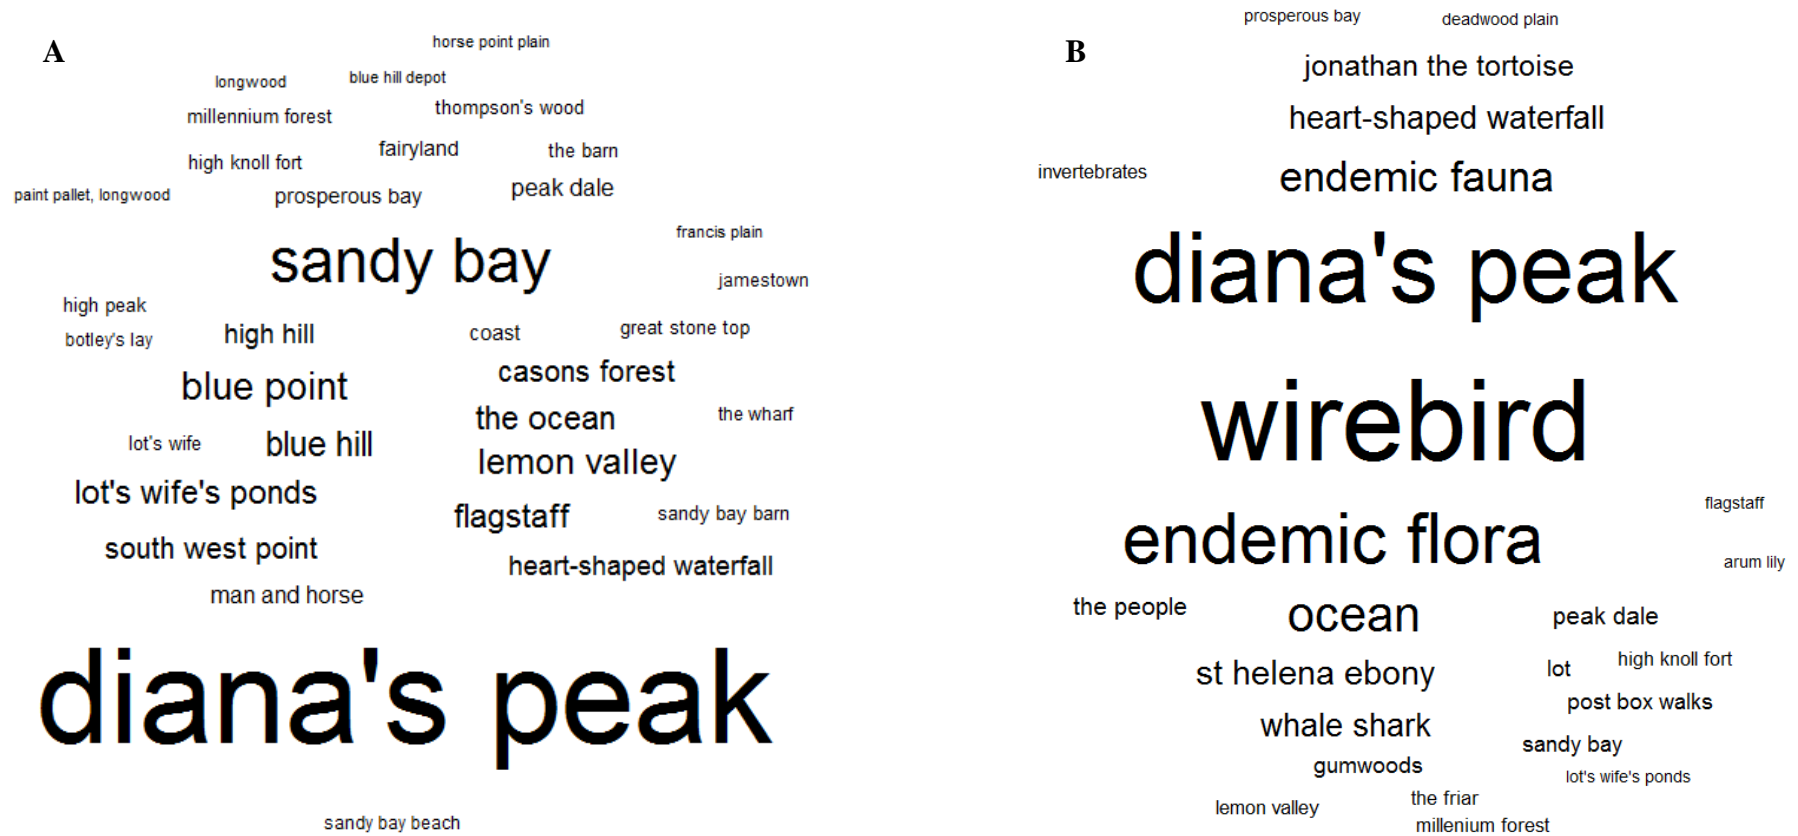 A
horse point plain
longwood
blue hill depot
millennium forest
thompson's wood
high knoll fort
fairyland
the barn
paint pallet, longwood
prosperous bay
peak dale
sandy bay
francis plain
jamestown
high peak
botley's lay
high hill
coast
great stone top
blue point
casons forest
the ocean
the wharf
lot's wife
blue hill
lemon valley
lot's wife's ponds
flagstaff
sandy bay barn
south west point
heart-shaped waterfall
man and horse
diana's peak
sandy bay beach
B
prosperous bay
deadwood plain
jonathan the tortoise
heart-shaped waterfall
invertebrates
endemic fauna
diana's peak
wirebird
flagstaff
endemic flora
arum lily
the people
ocean
peak dale
st helena ebony
lot
high knoll fort
post box walks
whale shark
sandy bay
gumwoods
lot's wife's ponds
lemon valley
the friar
millenium forest